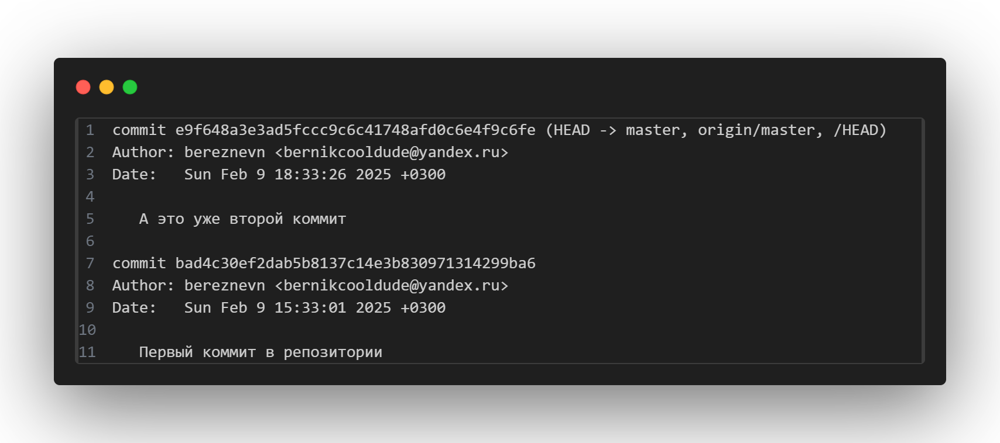 1 commit e9f648a3e3ad5fccc9c6c41748afd0c6e4f9c6fe (HEAD -> master, origin/master, /HEAD)
2 Author: bereznevn <bernikcooldude@yandex.ru>
3 Date:   Sun Feb 9 18:33:26 2025 +0300
4
5    А это уже второй коммит
6
7 commit bad4c30ef2dab5b8137c14e3b830971314299ba6
8 Author: bereznevn <bernikcooldude@yandex.ru>
9 Date:   Sun Feb 9 15:33:01 2025 +0300
10
11    Первый коммит в репозитории